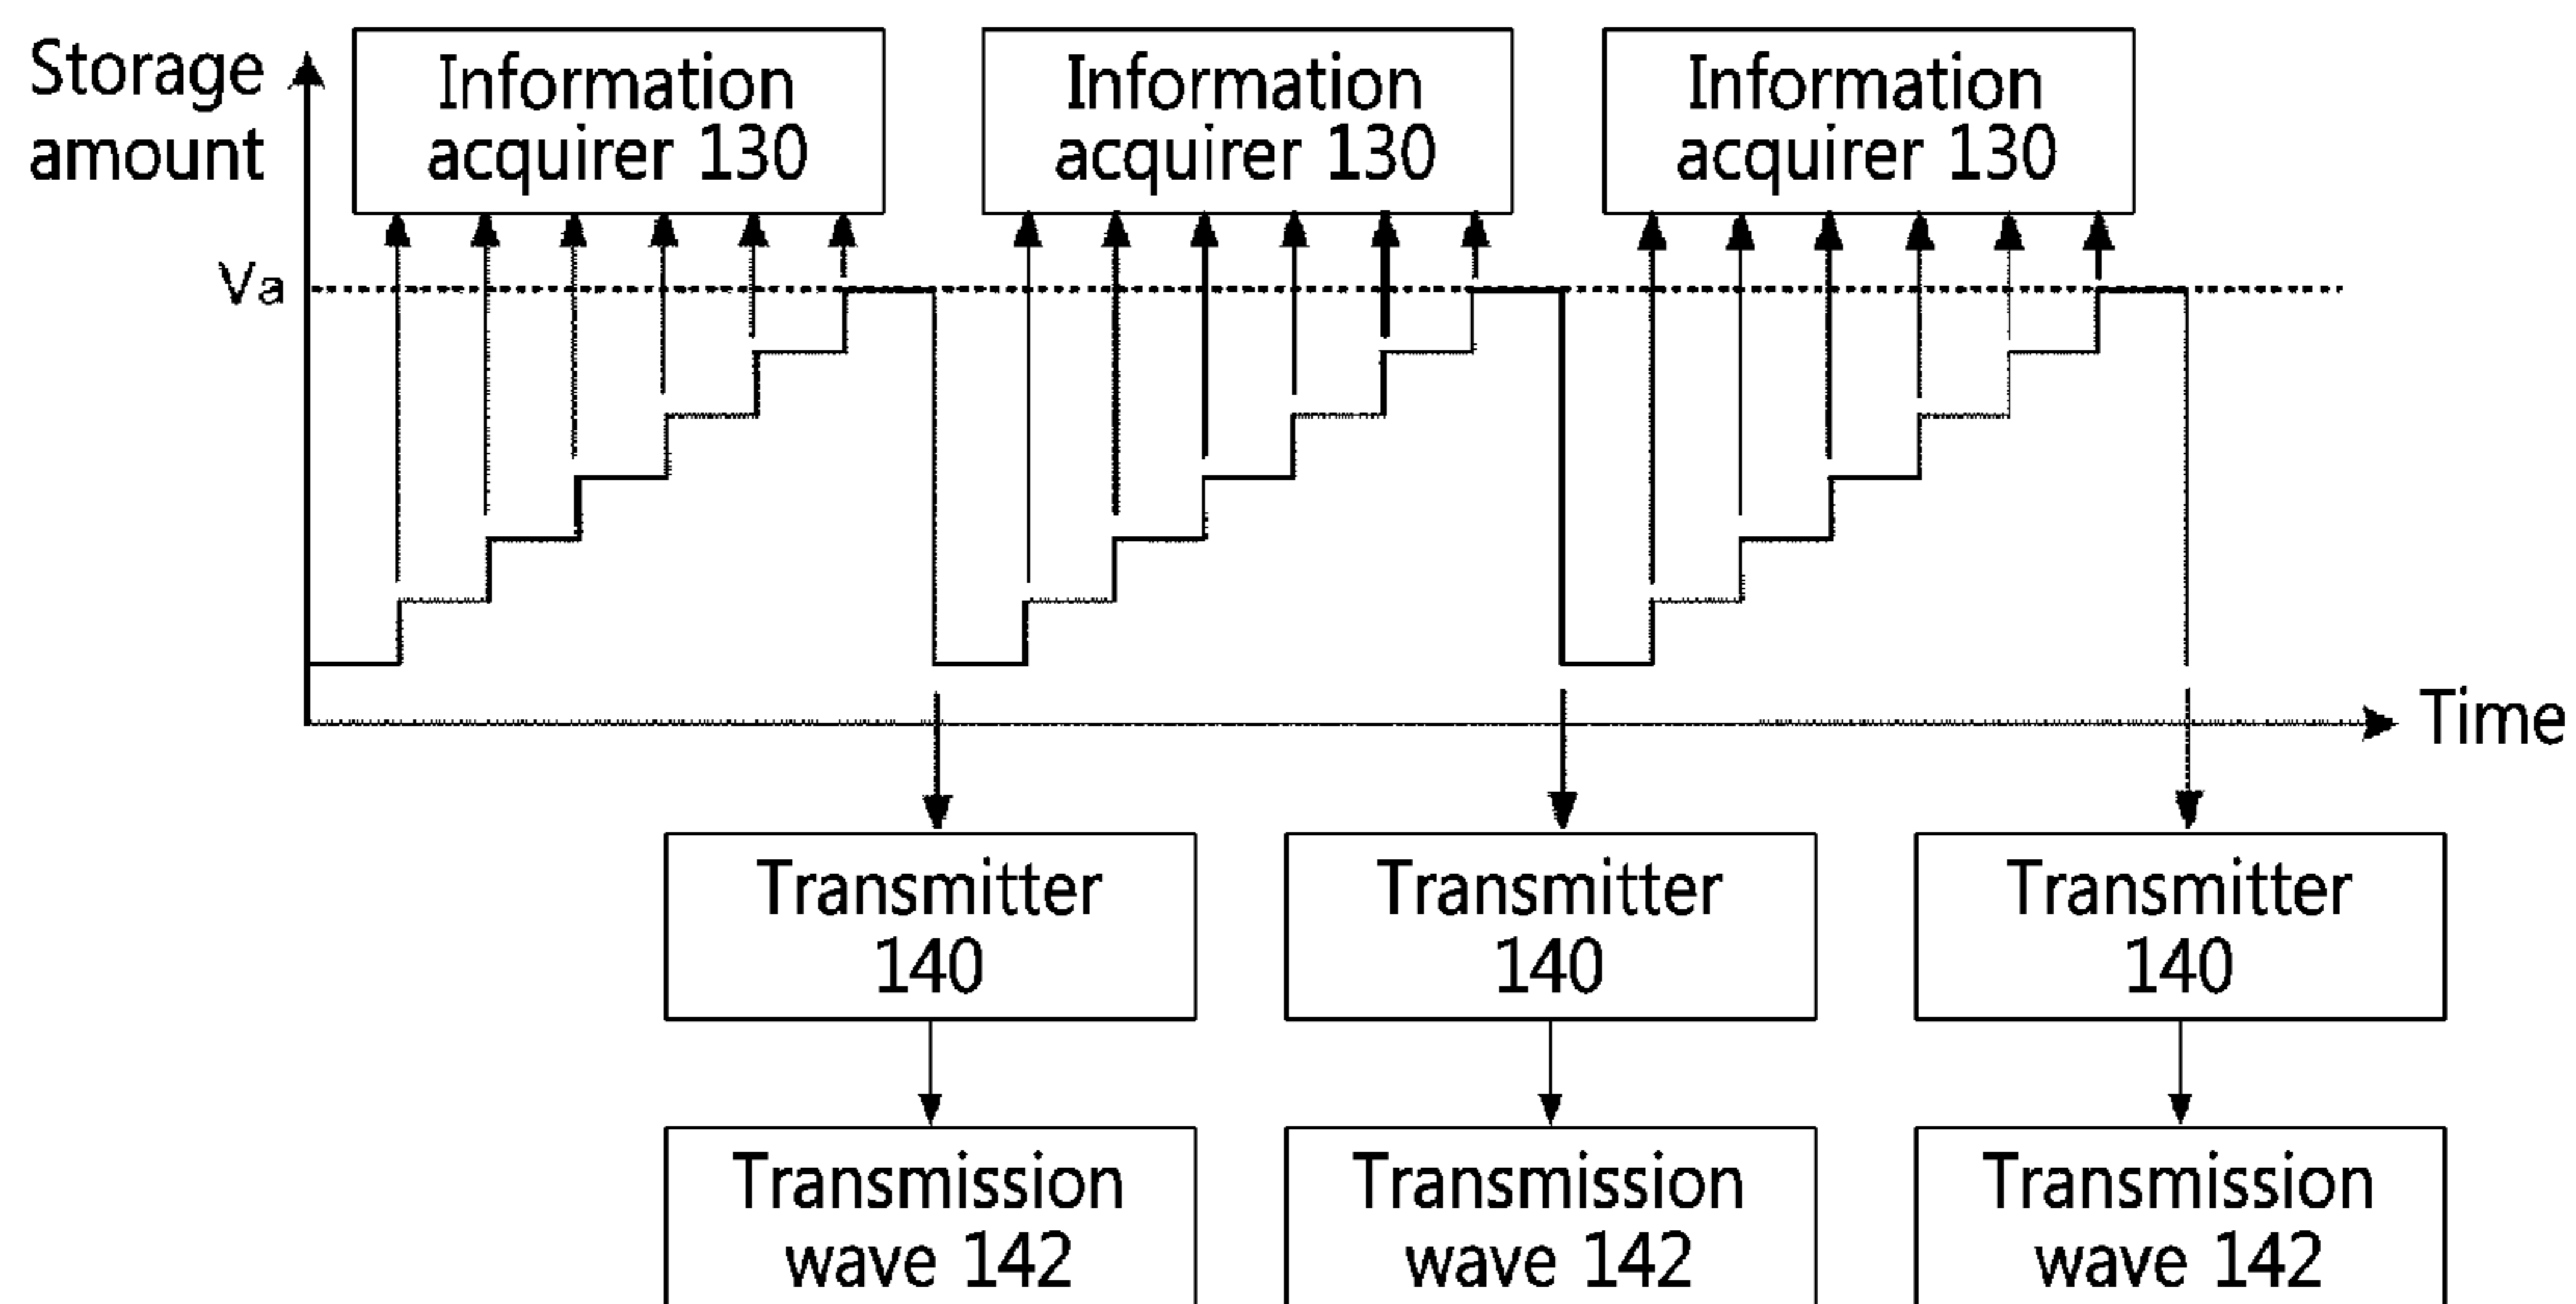 Storage
amount
Information
acquirer 130
Information
acquirer 130
Information
acquirer 130
Va
Time
Transmitter
140
Transmitter
140
Transmitter
140
Transmission
wave 142
Transmission
wave 142
Transmission
wave 142